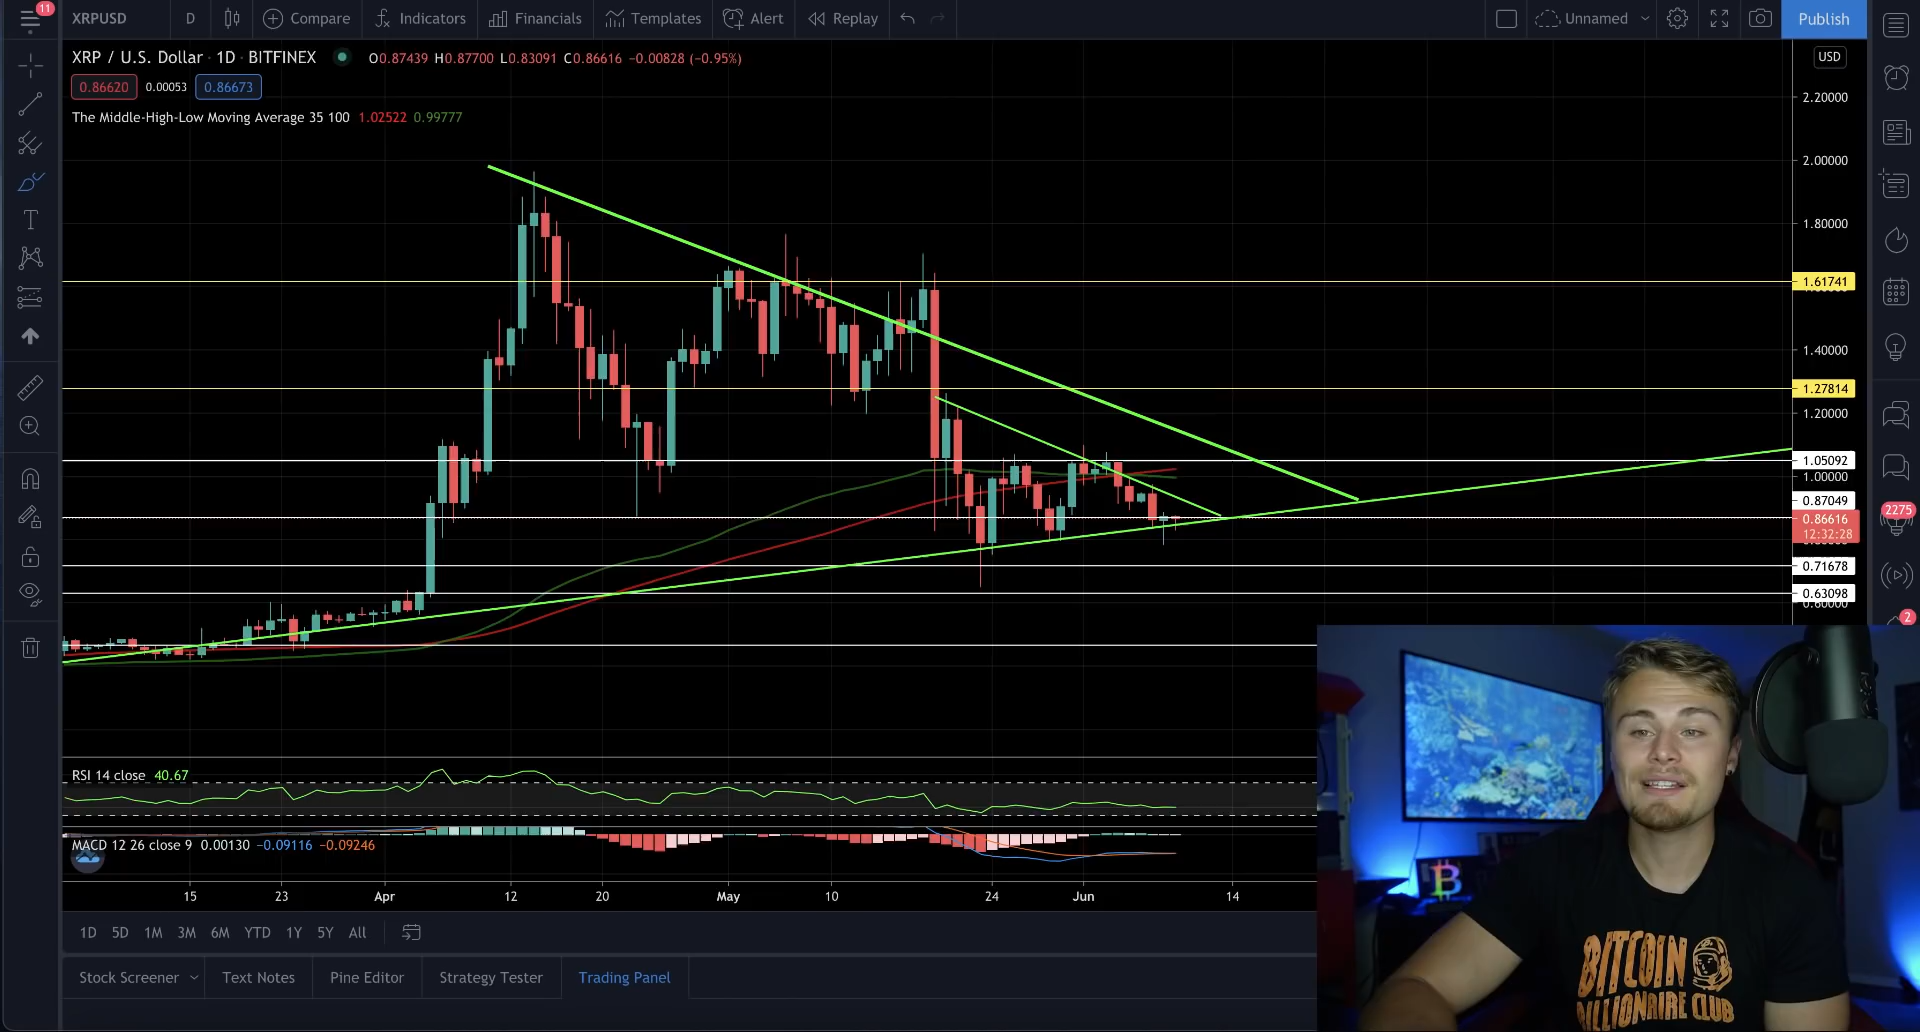 11
XRPUSD D Compare Indicators Financials Templates Alert Replay Unnamed Publish
XRP / U.S. Dollar · 1D · BITFINEX O0.87439 H0.87700 L0.83091 C0.86616 −0.00828 (−0.95%)
USD
0.86620 0.00053 0.86673
The Middle-High-Low Moving Average 35 100 1.02522 0.99777
2.20000
2.00000
1.80000
1.61741
1.40000
1.27814
1.20000
1.05092
1.00000
0.87049
0.86616
12:32:28
0.71678
0.63098
0.60000
2275
2
RSI 14 close 40.67
MACD 12 26 close 9 0.00130 −0.09116 −0.09246
15 23 Apr 12 20 May 10 24 Jun 14
1D 5D 1M 3M 6M YTD 1Y 5Y All
Stock Screener Text Notes Pine Editor Strategy Tester Trading Panel
BITCOIN
BILLIONAIRE CLUB